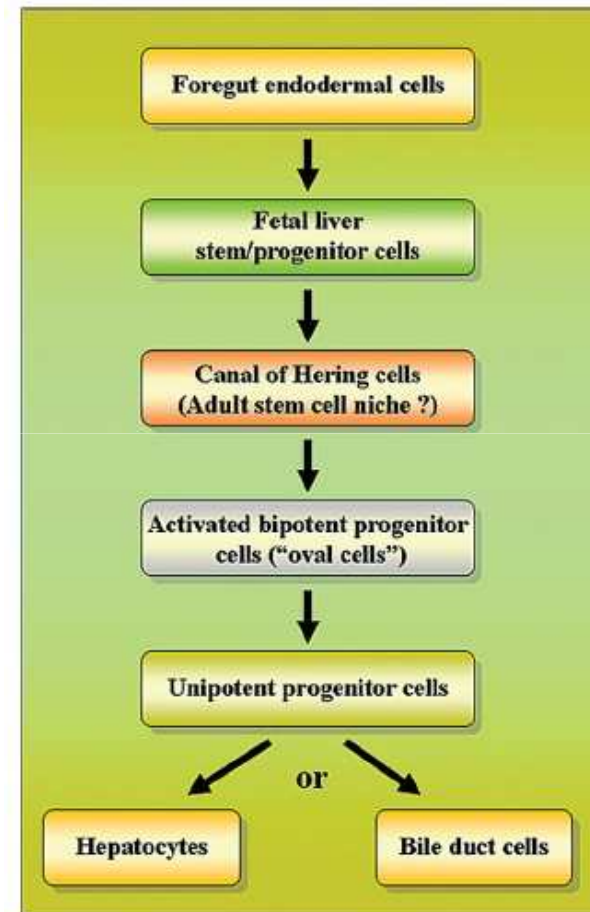 Foregut endodermal cells
Fetal liver
stem/progenitor cells
Canal of Hering cells
(Adult stem cell niche ?)
Activated bipotent progenitor
cells (“oval cells”)
Unipotent progenitor cells
or
Hepatocytes
Bile duct cells